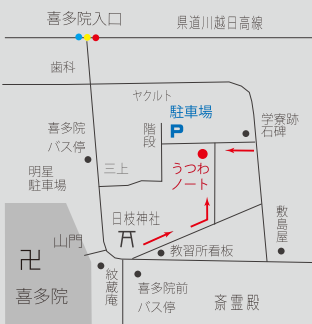 喜多院入口
県道川越日高線
歯科
ヤクルト
駐車場
P
階段
学寮跡
石碑
喜多院
バス停
三上
うつわ
ノート
明星
駐車場
日枝神社
敷島屋
山門
教習所看板
卍
喜多院
紋蔵庵
喜多院前
バス停
斎霊殿